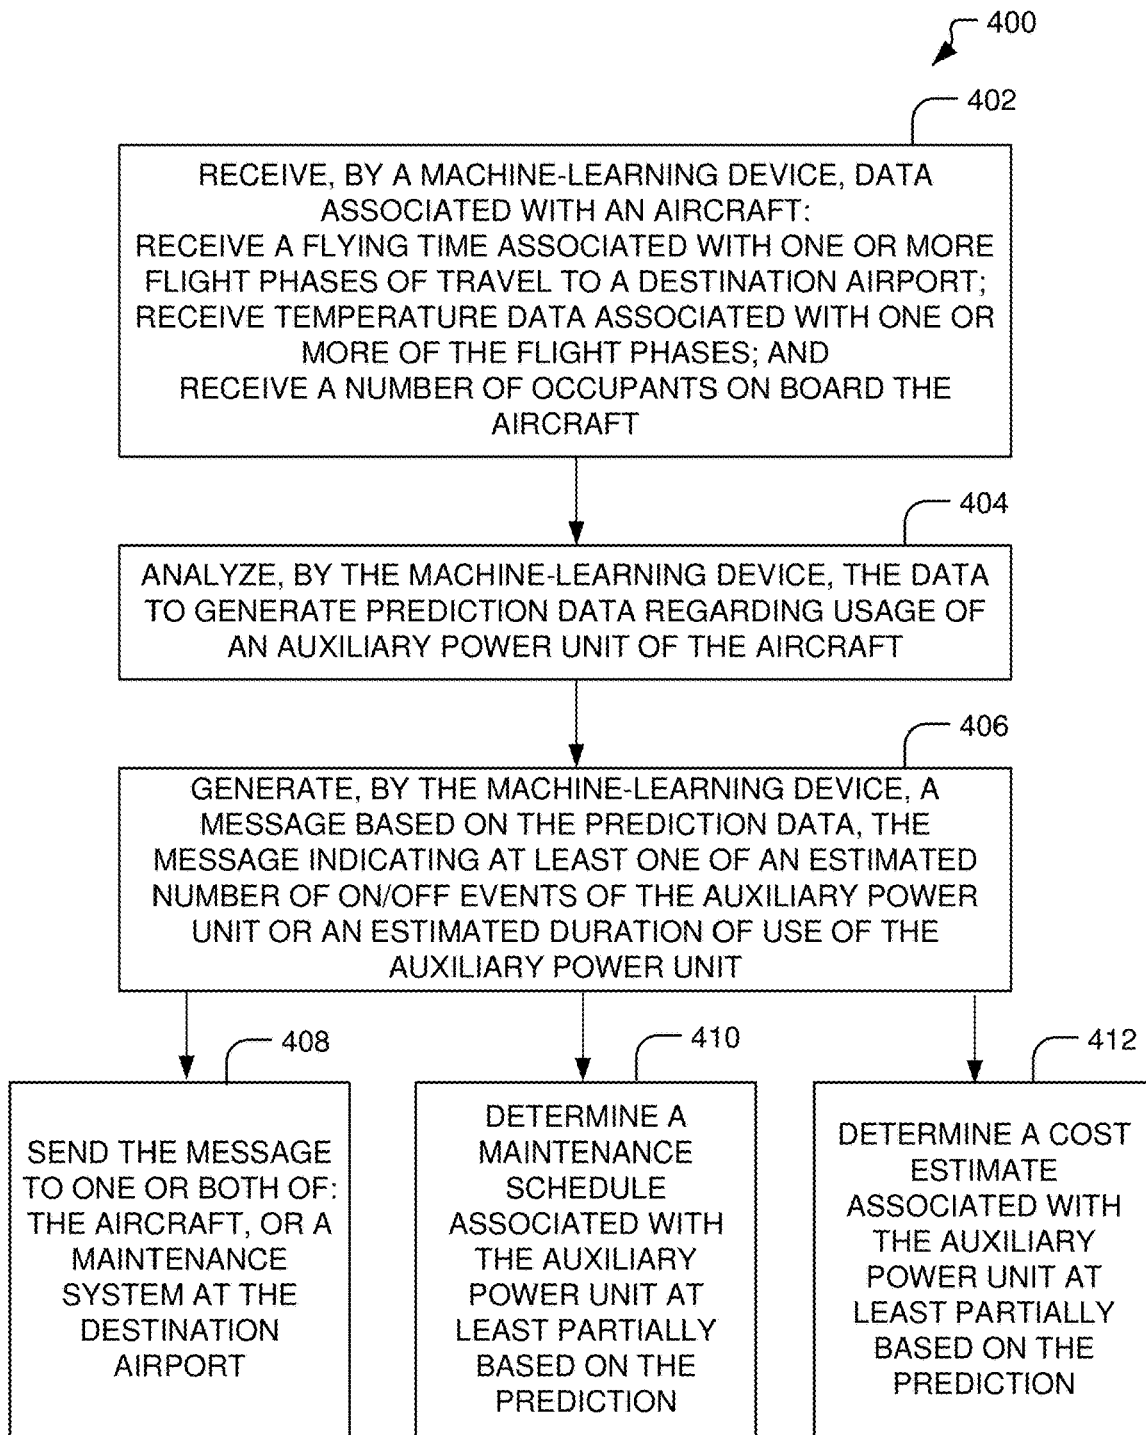 400
402
RECEIVE, BY A MACHINE-LEARNING DEVICE, DATA
ASSOCIATED WITH AN AIRCRAFT:
RECEIVE A FLYING TIME ASSOCIATED WITH ONE OR MORE
FLIGHT PHASES OF TRAVEL TO A DESTINATION AIRPORT;
RECEIVE TEMPERATURE DATA ASSOCIATED WITH ONE OR
MORE OF THE FLIGHT PHASES; AND
RECEIVE A NUMBER OF OCCUPANTS ON BOARD THE
AIRCRAFT
404
ANALYZE, BY THE MACHINE-LEARNING DEVICE, THE DATA
TO GENERATE PREDICTION DATA REGARDING USAGE OF
AN AUXILIARY POWER UNIT OF THE AIRCRAFT
406
GENERATE, BY THE MACHINE-LEARNING DEVICE, A
MESSAGE BASED ON THE PREDICTION DATA, THE
MESSAGE INDICATING AT LEAST ONE OF AN ESTIMATED
NUMBER OF ON/OFF EVENTS OF THE AUXILIARY POWER
UNIT OR AN ESTIMATED DURATION OF USE OF THE
AUXILIARY POWER UNIT
408
SEND THE MESSAGE
TO ONE OR BOTH OF:
THE AIRCRAFT, OR A
MAINTENANCE
SYSTEM AT THE
DESTINATION
AIRPORT
410
DETERMINE A
MAINTENANCE
SCHEDULE
ASSOCIATED WITH
THE AUXILIARY
POWER UNIT AT
LEAST PARTIALLY
BASED ON THE
PREDICTION
412
DETERMINE A COST
ESTIMATE
ASSOCIATED WITH
THE AUXILIARY
POWER UNIT AT
LEAST PARTIALLY
BASED ON THE
PREDICTION